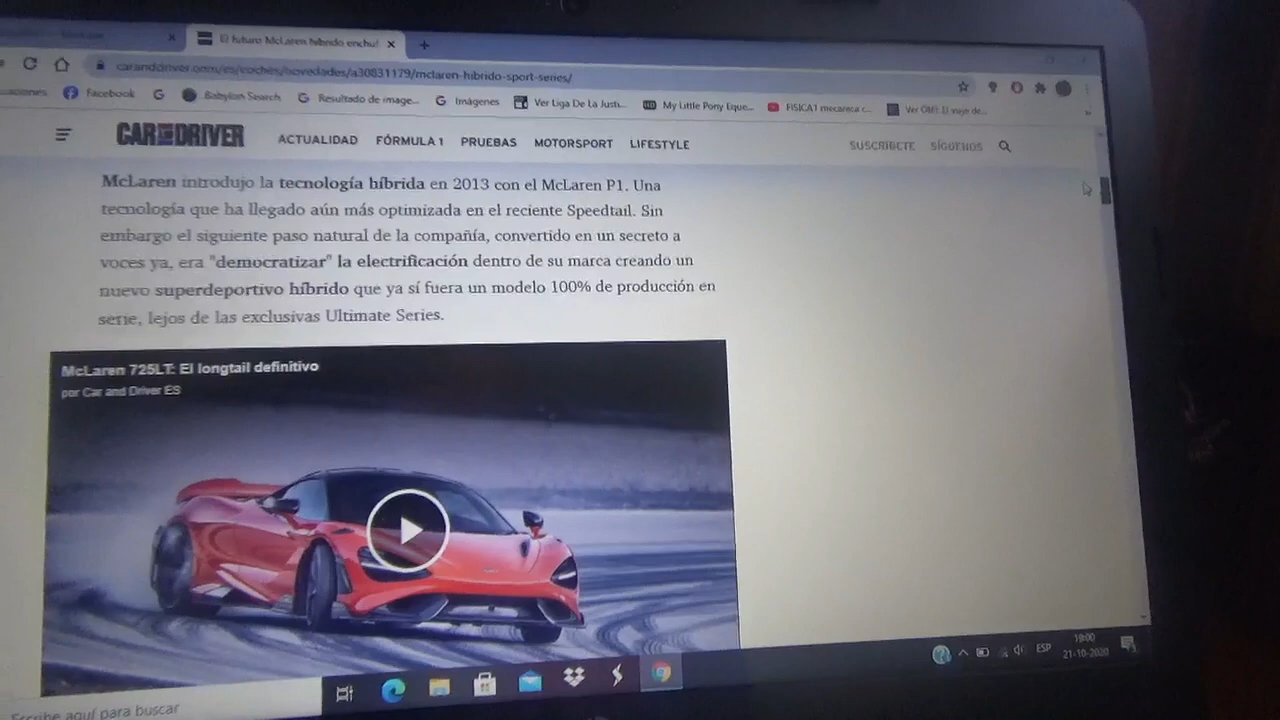 El futuro McLaren híbrido enchuf
caranddriver.com/es/coches/novedades/a30831179/mclaren-hibrido-sport-series/
Facebook
Babylon Search
Resultado de image...
Imágenes
Ver Liga De La Justi...
My Little Pony Eque...
FISICA1 mecanica c...
CAR AND DRIVER
ACTUALIDAD FÓRMULA 1 PRUEBAS MOTORSPORT LIFESTYLE
SUSCRÍBETE SÍGUENOS
McLaren introdujo la tecnología híbrida en 2013 con el McLaren P1. Una
tecnología que ha llegado aún más optimizada en el reciente Speedtail. Sin
embargo el siguiente paso natural de la compañía, convertido en un secreto a
voces ya, era "democratizar" la electrificación dentro de su marca creando un
nuevo superdeportivo híbrido que ya sí fuera un modelo 100% de producción en
serie, lejos de las exclusivas Ultimate Series.
McLaren 725LT: El longtail definitivo
por Car and Driver ES
Escribe aquí para buscar
ESP
19:00
21-10-2020